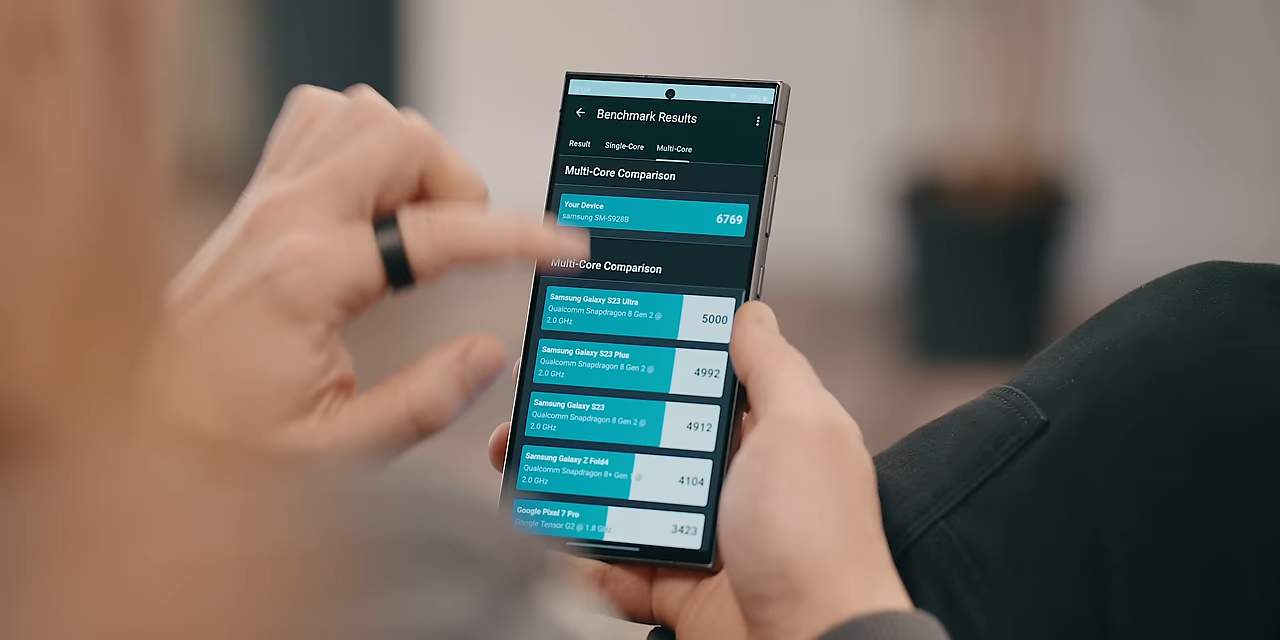 Benchmark Results
Result Single-Core Multi-Core
Multi-Core Comparison
Your Device
samsung SM-S928B
6769
Multi-Core Comparison
Samsung Galaxy S23 Ultra
Qualcomm Snapdragon 8 Gen 2 @
2.0 GHz
5000
Samsung Galaxy S23 Plus
Qualcomm Snapdragon 8 Gen 2 @
2.0 GHz
4992
Samsung Galaxy S23
Qualcomm Snapdragon 8 Gen 2 @
2.0 GHz
4912
Samsung Galaxy Z Fold4
Qualcomm Snapdragon 8+ Gen 1 @
2.0 GHz
4104
Google Pixel 7 Pro
Google Tensor G2 @ 1.8 GHz
3423